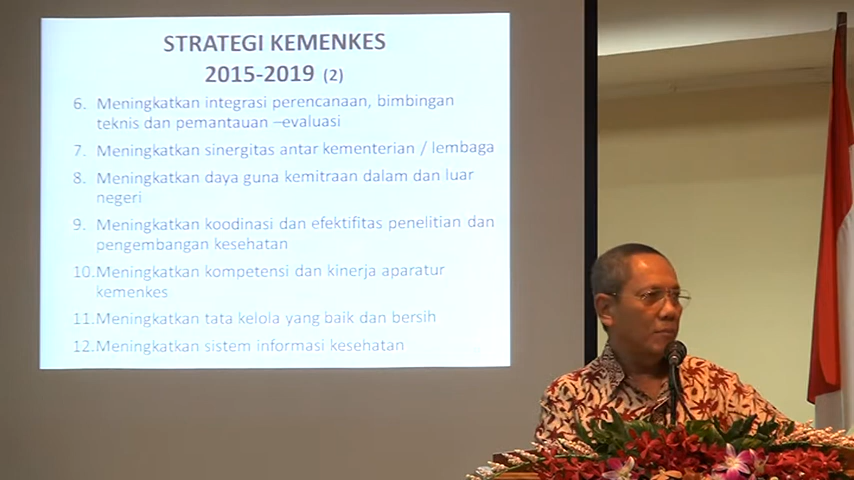 STRATEGI KEMENKES
2015-2019 (2)
6. Meningkatkan integrasi perencanaan, bimbingan
teknis dan pemantauan –evaluasi
7. Meningkatkan sinergitas antar kementerian / lembaga
8. Meningkatkan daya guna kemitraan dalam dan luar
negeri
9. Meningkatkan koodinasi dan efektifitas penelitian dan
pengembangan kesehatan
10.Meningkatkan kompetensi dan kinerja aparatur
kemenkes
11.Meningkatkan tata kelola yang baik dan bersih
12.Meningkatkan sistem informasi kesehatan